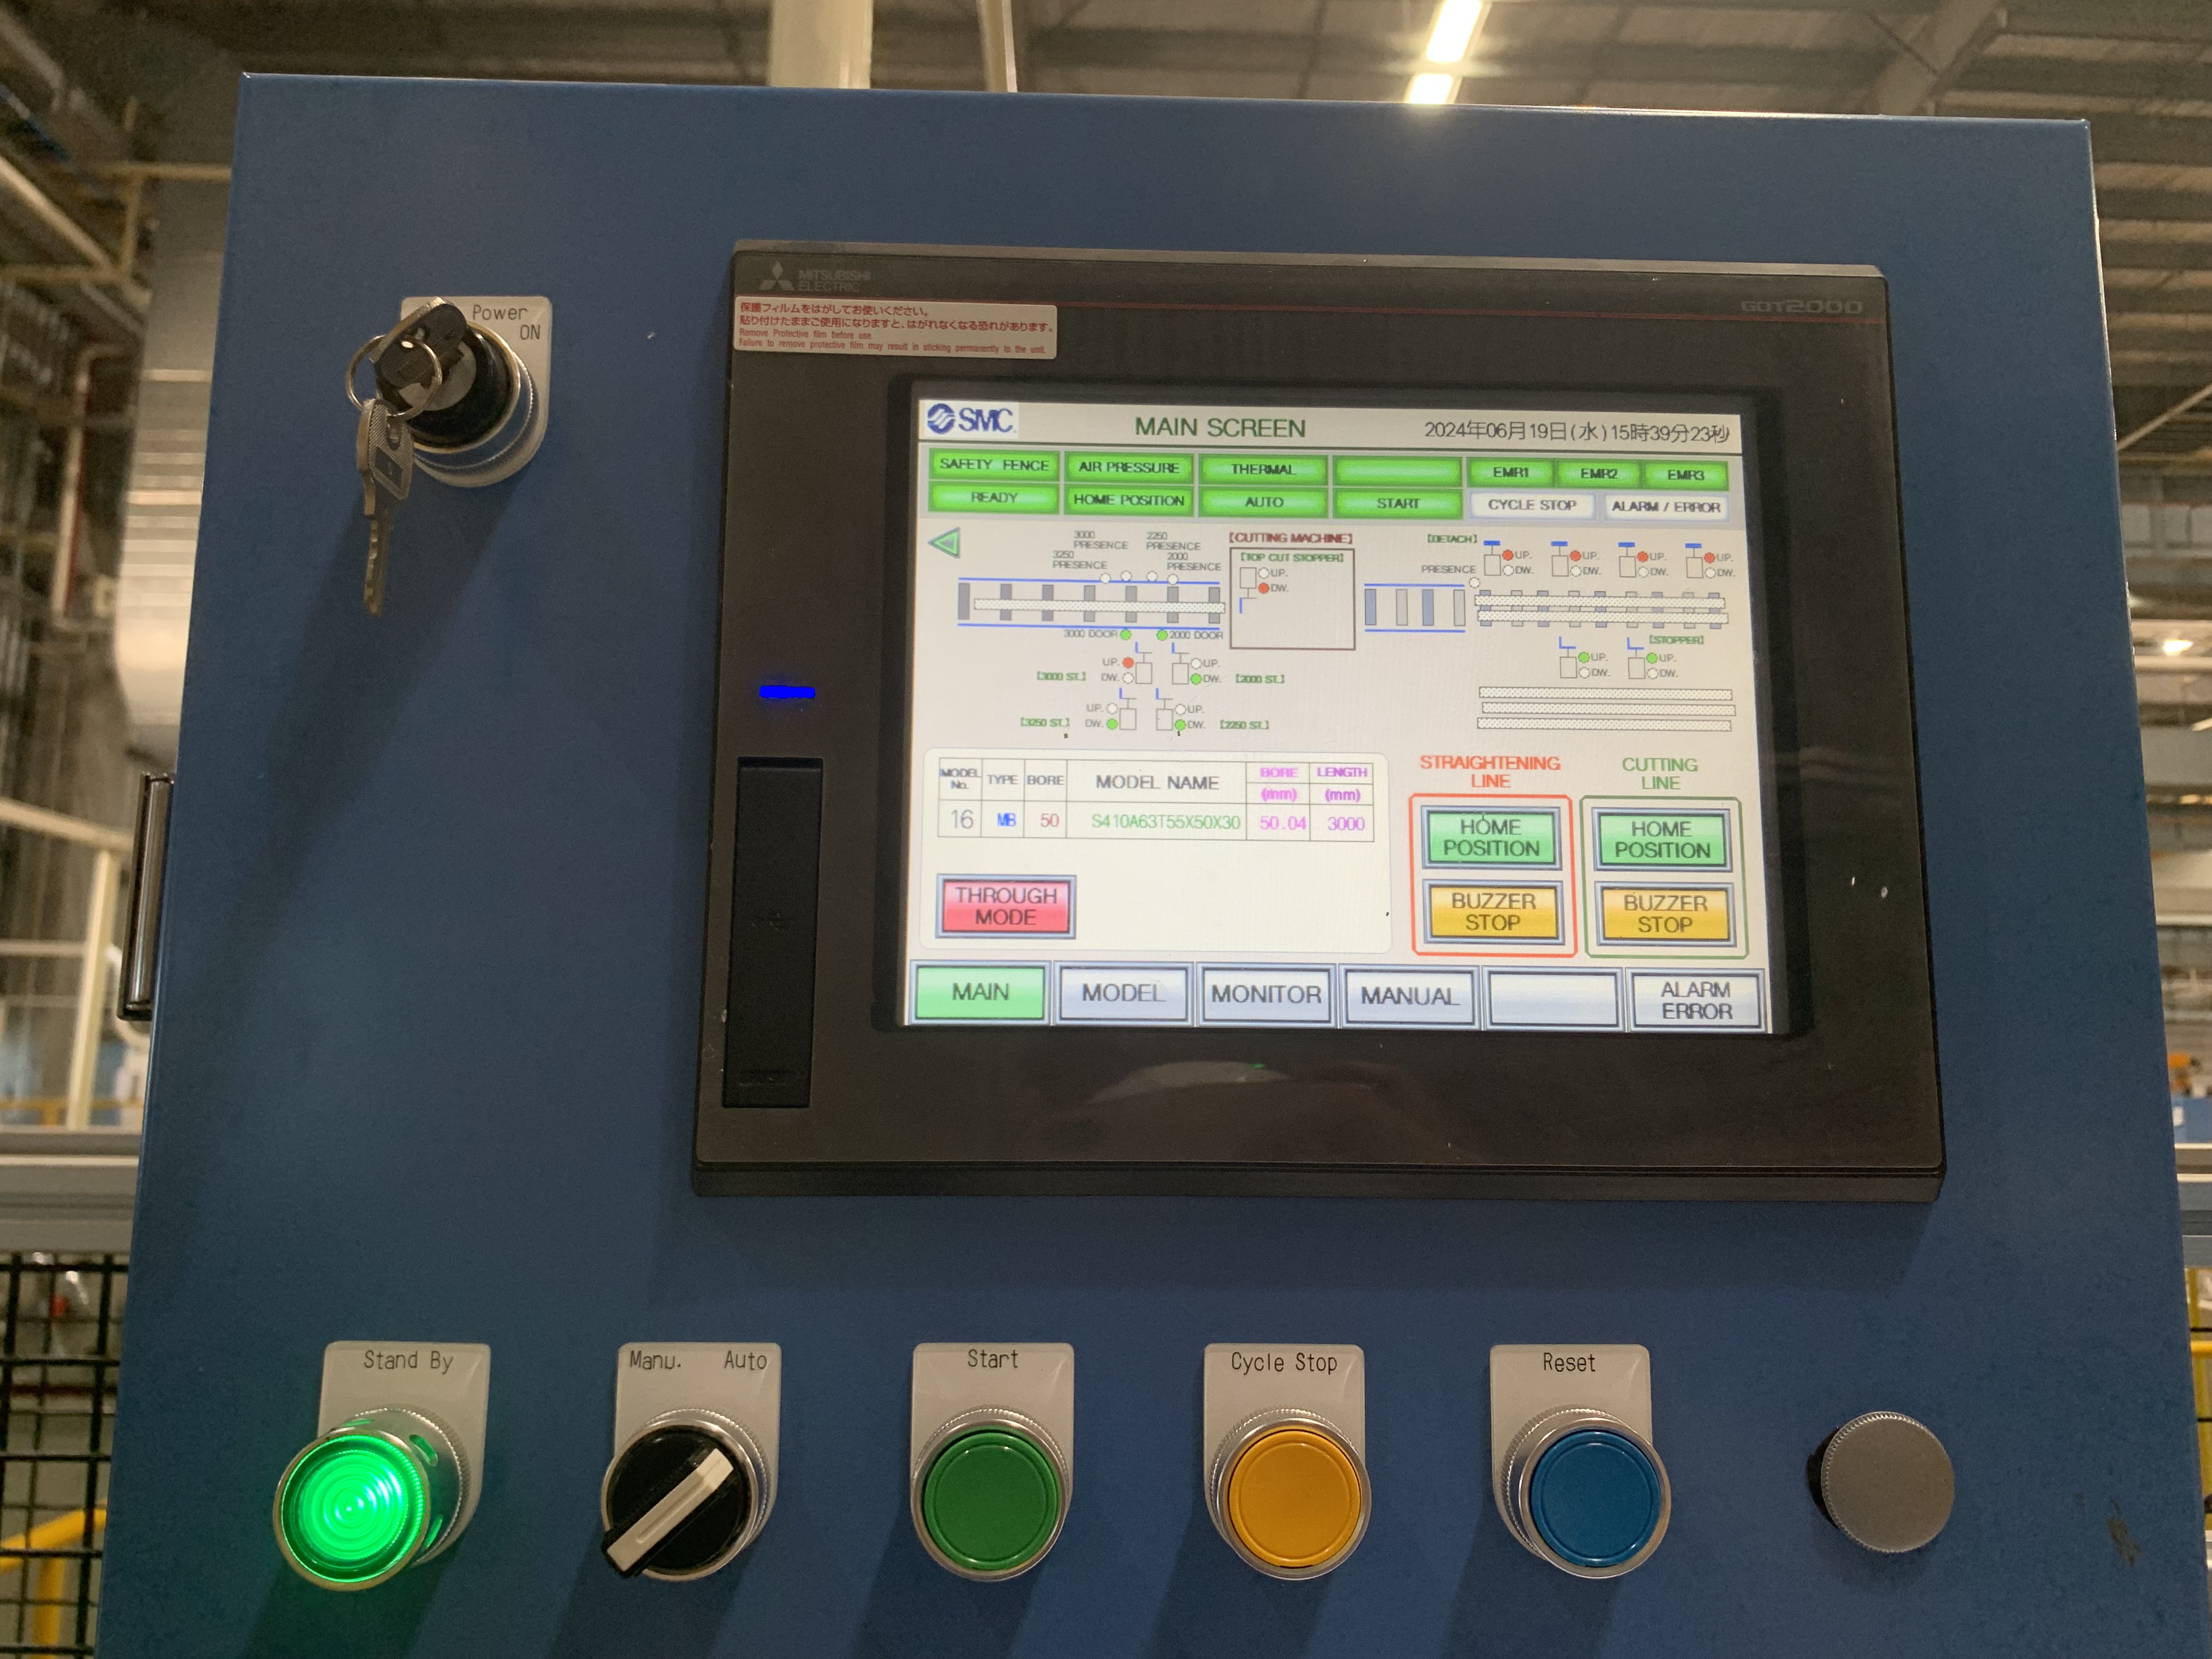 Power
ON
MITSUBISHI
ELECTRIC
GOT2000
保護フィルムをはがしてお使いください。
貼り付けたままご使用になりますと、はがれなくなる恐れがあります。
Remove Protective film before use.
Failure to remove protective film may result in sticking permanently to the unit.
SMC
MAIN SCREEN
2024年06月19日(水)15時39分23秒
SAFETY FENCE
AIR PRESSURE
THERMAL
EMR1
EMR2
EMR3
READY
HOME POSITION
AUTO
START
CYCLE STOP
ALARM / ERROR
3000
PRESENCE
2250
PRESENCE
3250
PRESENCE
2000
PRESENCE
[CUTTING MACHINE]
[TOP CUT STOPPER]
UP.
DW.
[DETACH]
PRESENCE
UP.
DW.
UP.
DW.
UP.
DW.
UP.
DW.
3000 DOOR
2000 DOOR
[3000 ST.]
UP.
DW.
UP.
DW.
[2000 ST.]
[3250 ST.]
UP.
DW.
UP.
DW.
[2250 ST.]
[STOPPER]
UP.
DW.
UP.
DW.
MODEL
No.
TYPE
BORE
MODEL NAME
BORE
(mm)
LENGTH
(mm)
16
MB
50
S410A63T55X50X30
50.04
3000
THROUGH
MODE
STRAIGHTENING
LINE
HOME
POSITION
BUZZER
STOP
CUTTING
LINE
HOME
POSITION
BUZZER
STOP
MAIN
MODEL
MONITOR
MANUAL
ALARM
ERROR
Stand By
Manu. Auto
Start
Cycle Stop
Reset